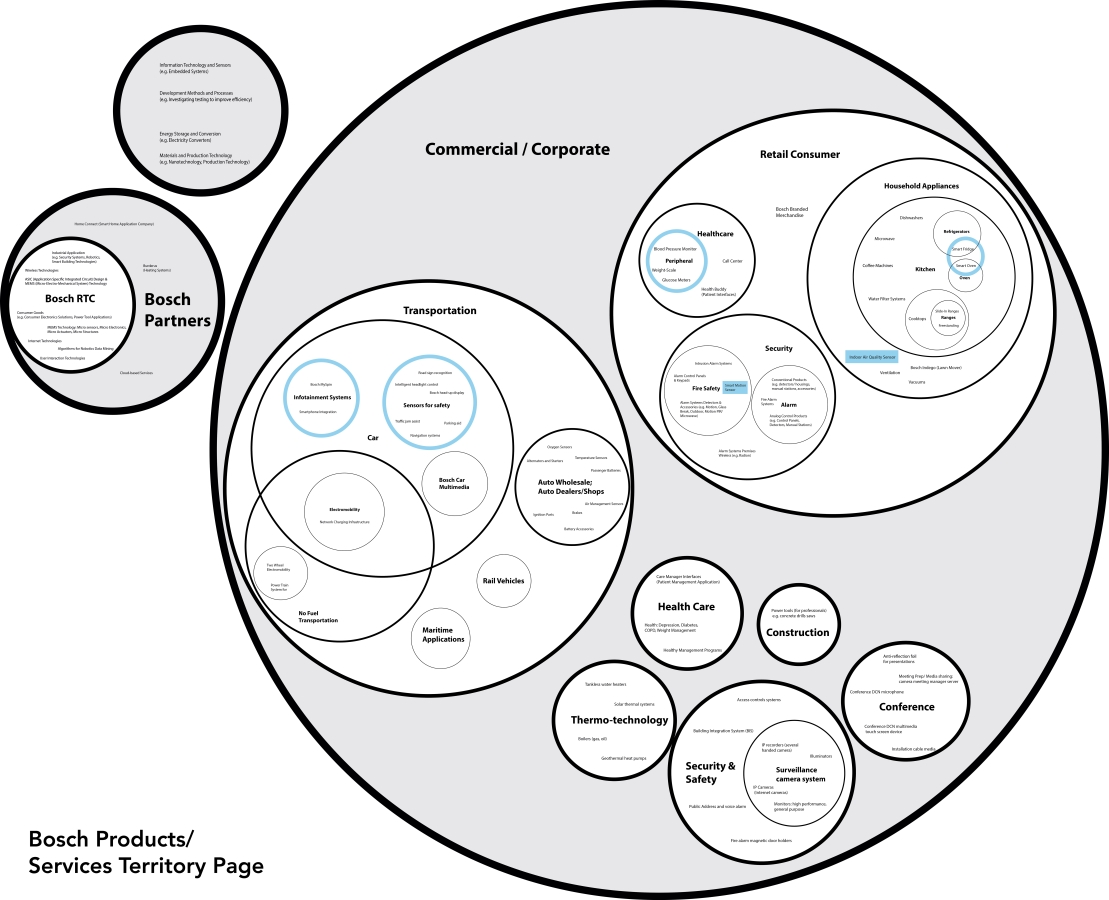 Information Technology and Sensors
(e.g. Embedded Systems)
Development Methods and Processes
(e.g. Investigating testing to improve efficiency)
Energy Storage and Conversion
(e.g. Electricity Converters)
Materials and Production Technology
(e.g. Nanotechnology, Production Technology)
Home Connect (Smart Home Application Company)
Industrial Application
(e.g. Security Systems, Robotics,
Smart Building Technologies)
Wireless Technologies
ASIC (Application Specific Integrated Circuit) Design &
MEMS (Micro-Electro-Mechanical System) Technology
Bosch RTC
Consumer Goods
(e.g. Consumer Electronics Solutions, Power Tool Applications)
MEMS Technology: Micro sensors, Micro Electronics,
Micro Actuators, Micro Structures
Internet Technologies
Algorithms for Robotics Data Mining
User Interaction Technologies
Buderus
(Heating Systems)
Bosch
Partners
Cloud-based Services
Commercial / Corporate
Retail Consumer
Bosch Branded
Merchandise
Healthcare
Blood Pressure Monitor
Peripheral
Weight Scale
Glucose Meters
Call Center
Health Buddy
(Patient Interfaces)
Household Appliances
Dishwashers
Microwave
Coffee Machines
Kitchen
Water Filter Systems
Refrigerators
Smart Fridge
Smart Oven
Oven
Cooktops
Slide-in Ranges
Ranges
Freestanding
Indoor Air Quality Sensor
Ventilation
Bosch Indego (Lawn Mover)
Vacuums
Security
Intrusion Alarm Systems
Alarm Control Panels
& Keypads
Fire Safety
Smart Motion
Sensor
Alarm Systems Detectors &
Accessories (e.g. Motion, Glass
Break, Outdoor, Motion PIR/
Microwave)
Conventional Products
(e.g. detectors/ housings,
manual stations, accessories)
Fire Alarm
Systems
Alarm
Analog Control Products
(e.g. Control Panels,
Detectors, Manual Stations)
Alarm Systems Premises
Wireless (e.g. Radion)
Transportation
Infotainment Systems
Smartphone Integration
Road sign recognition
Intelligent headlight control
Bosch head up display
Sensors for safety
Traffic jam assist
Parking aid
Navigation systems
Car
Bosch Car
Multimedia
Electromobility
Network Charging Infrastructure
Two Wheel
Electromobility
Power Train
Systems for
No Fuel
Transportation
Rail Vehicles
Maritime
Applications
Oxygen Sensors
Alternators and Starters
Temperature Sensors
Passenger Batteries
Auto Wholesale;
Auto Dealers/Shops
Air Management Sensors
Ignition Parts
Brakes
Battery Accessories
Care Manager Interfaces
(Patient Management Application)
Health Care
Health: Depression, Diabetes,
COPD, Weight Management
Healthy Management Programs
Power tools (for professionals)
e.g. concrete drills saws
Construction
Anti-reflection foil
for presentations
Meeting Prep/ Media sharing:
camera meeting manager server
Conference DCN microphone
Conference
Conference DCN multimedia
touch screen device
Installation cable media
Tankless water heaters
Solar thermal systems
Thermo-technology
Boilers (gas, oil)
Geothermal heat pumps
Access controls systems
Building Integration System (BIS)
Security &
Safety
IP recorders (several
handed camera)
Illuminators
Surveillance
camera system
IP Cameras
(Internet cameras)
Monitors: high performance,
general purpose
Public Address and voice alarm
Fire alarm magnetic door holders
Bosch Products/
Services Territory Page